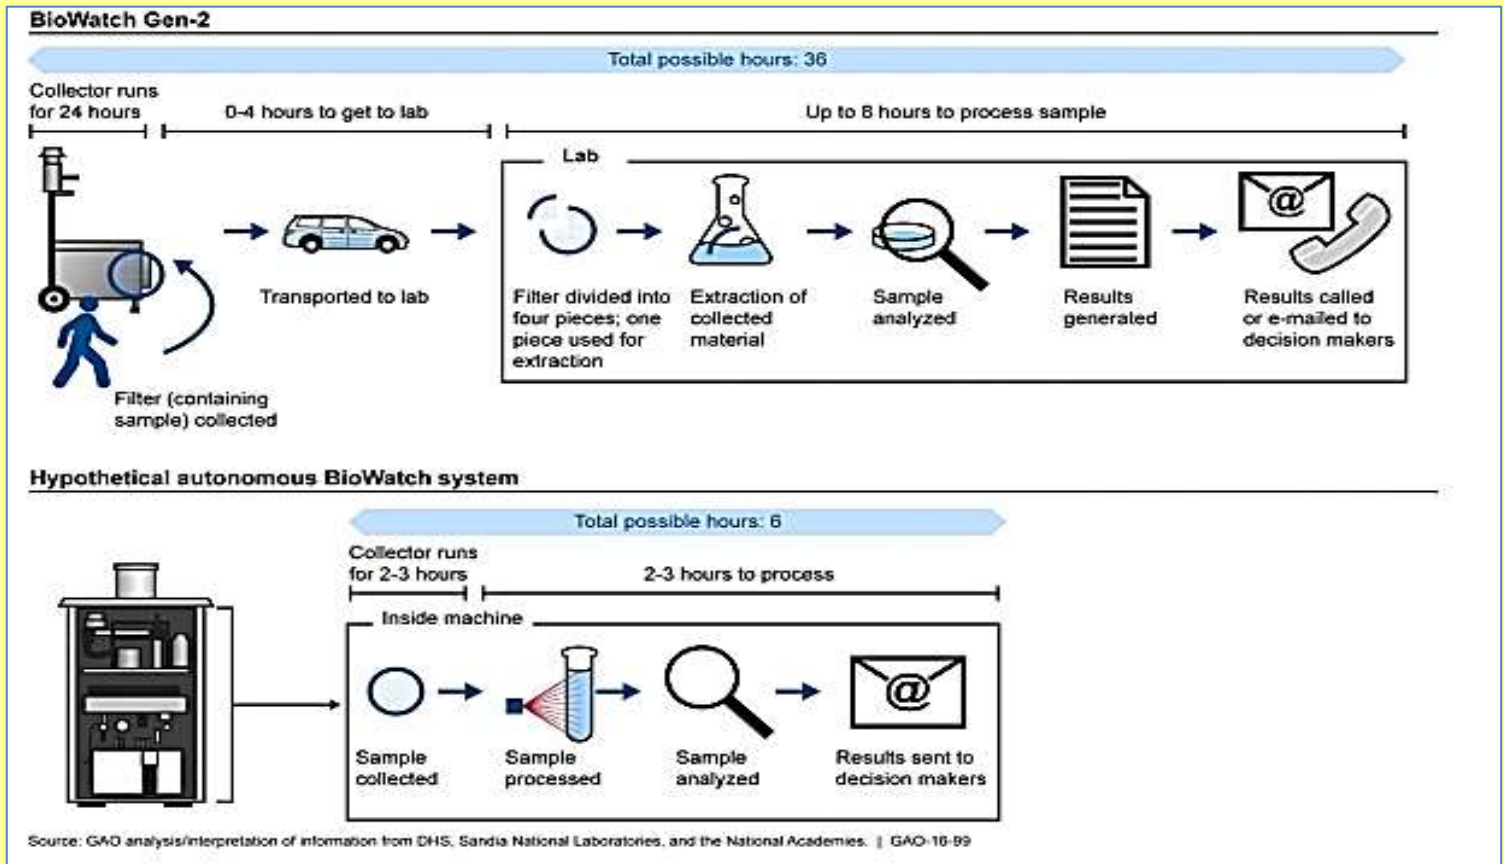 BioWatch Gen-2
Total possible hours: 36
Collector runs
for 24 hours
0-4 hours to get to lab
Up to 8 hours to process sample
Lab
@
Transported to lab
Filter divided into
four pieces; one
piece used for
extraction
Extraction of
collected
material
Sample
analyzed
Results
generated
Results called
or e-mailed to
decision makers
Filter (containing
sample) collected
Hypothetical autonomous BioWatch system
Total possible hours: 6
Collector runs
for 2-3 hours
2-3 hours to process
Inside machine
@
Sample
collected
Sample
processed
Sample
analyzed
Results sent to
decision makers
Source: GAO analysis/interpretation of information from DHS, Sandia National Laboratories, and the National Academies. | GAO-16-99